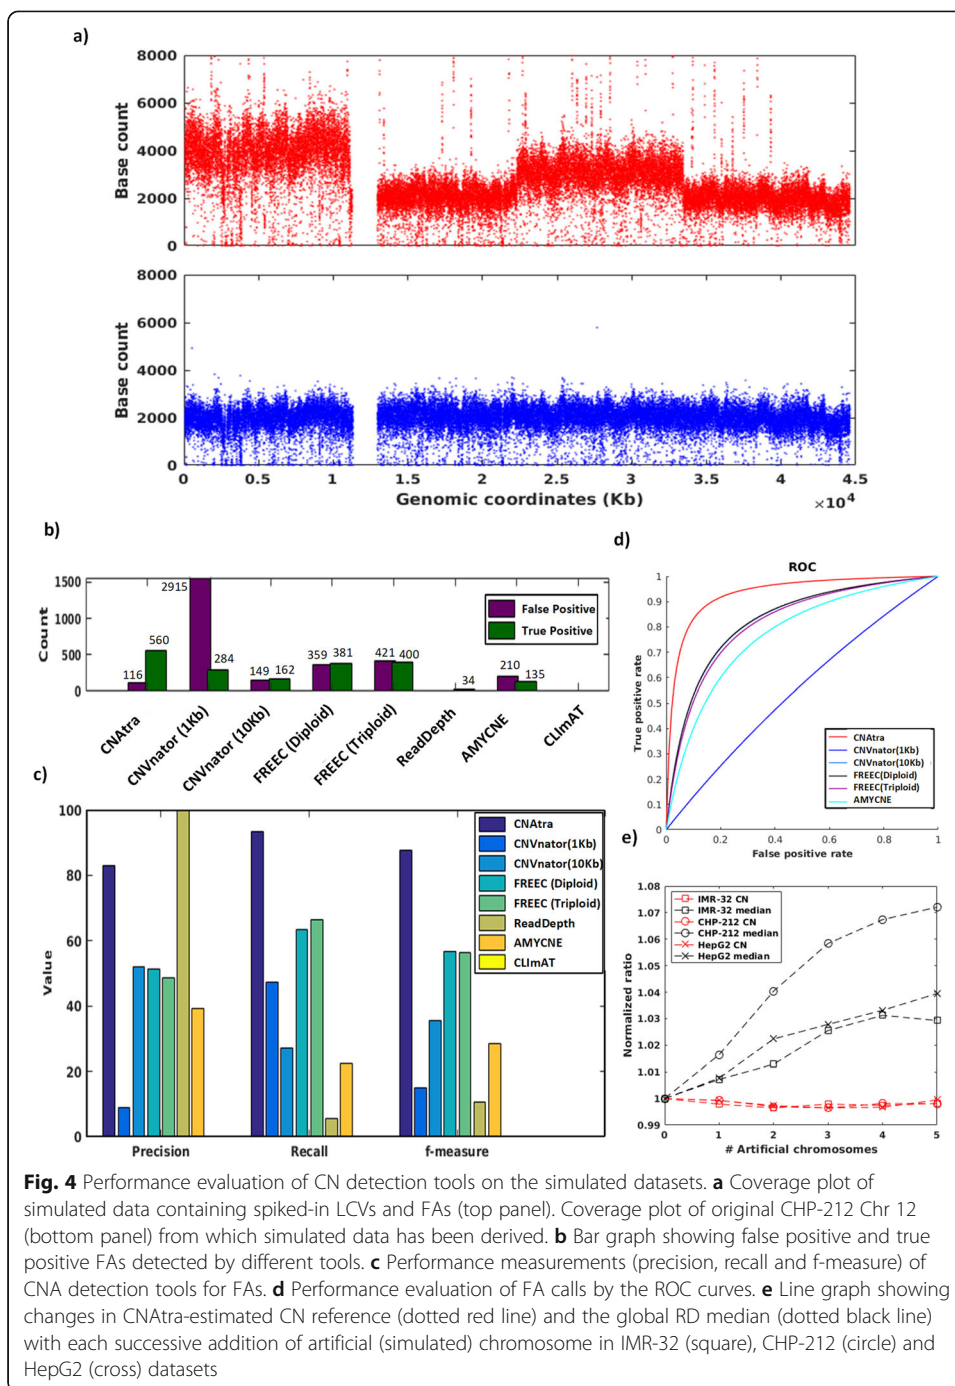 a)
8000
6000
4000
2000
0
Base count
8000
6000
4000
2000
0
Base count
0 0.5 1 1.5 2 2.5 3 3.5 4 4.5
Genomic coordinates (Kb) ×10⁴
b)
1500
1000
500
0
Count
2915
560
116
284
149 162
359 381
421 400
34
210
135
False Positive
True Positive
CNAtra
CNVnator (1Kb)
CNVnator (10Kb)
FREEC (Diploid)
FREEC (Triploid)
ReadDepth
AMYCNE
CLImAT
c)
100
80
60
40
20
0
Value
CNAtra
CNVnator(1Kb)
CNVnator(10Kb)
FREEC (Diploid)
FREEC (Triploid)
ReadDepth
AMYCNE
CLImAT
Precision Recall f-measure
d)
ROC
1
0.9
0.8
0.7
0.6
0.5
0.4
0.3
0.2
0.1
0
True positive rate
CNAtra
CNVnator(1Kb)
CNVnator(10Kb)
FREEC(Diploid)
FREEC(Triploid)
AMYCNE
0 0.2 0.4 0.6 0.8 1
False positive rate
e)
1.08
1.07
1.06
1.05
1.04
1.03
1.02
1.01
1
0.99
Normalized ratio
IMR-32 CN
IMR-32 median
CHP-212 CN
CHP-212 median
HepG2 CN
HepG2 median
0 1 2 3 4 5
# Artificial chromosomes
Fig. 4 Performance evaluation of CN detection tools on the simulated datasets. a Coverage plot of
simulated data containing spiked-in LCVs and FAs (top panel). Coverage plot of original CHP-212 Chr 12
(bottom panel) from which simulated data has been derived. b Bar graph showing false positive and true
positive FAs detected by different tools. c Performance measurements (precision, recall and f-measure) of
CNA detection tools for FAs. d Performance evaluation of FA calls by the ROC curves. e Line graph showing
changes in CNAtra-estimated CN reference (dotted red line) and the global RD median (dotted black line)
with each successive addition of artificial (simulated) chromosome in IMR-32 (square), CHP-212 (circle) and
HepG2 (cross) datasets